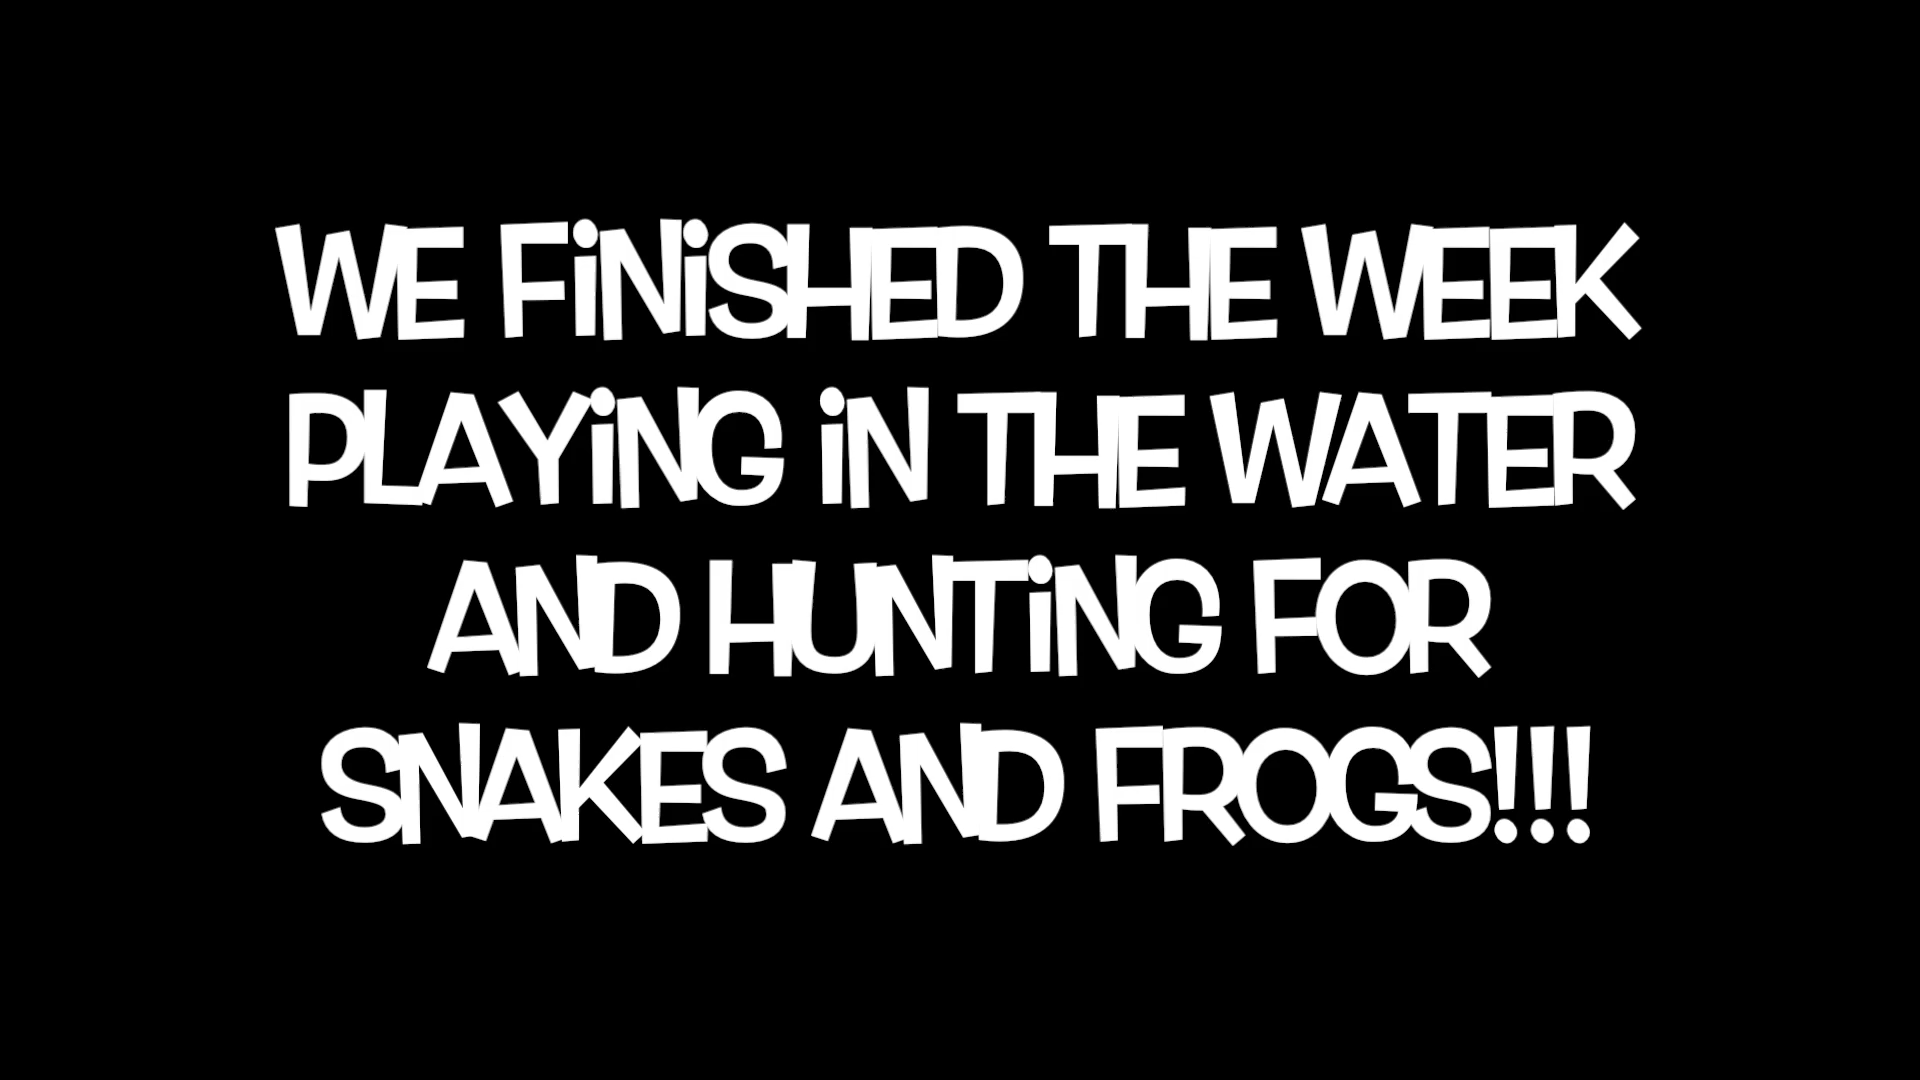 WE FiNiSHED THE WEEK
PLAYiNG iN THE WATER
AND HUNTiNG FOR
SNAKES AND FROGS!!!